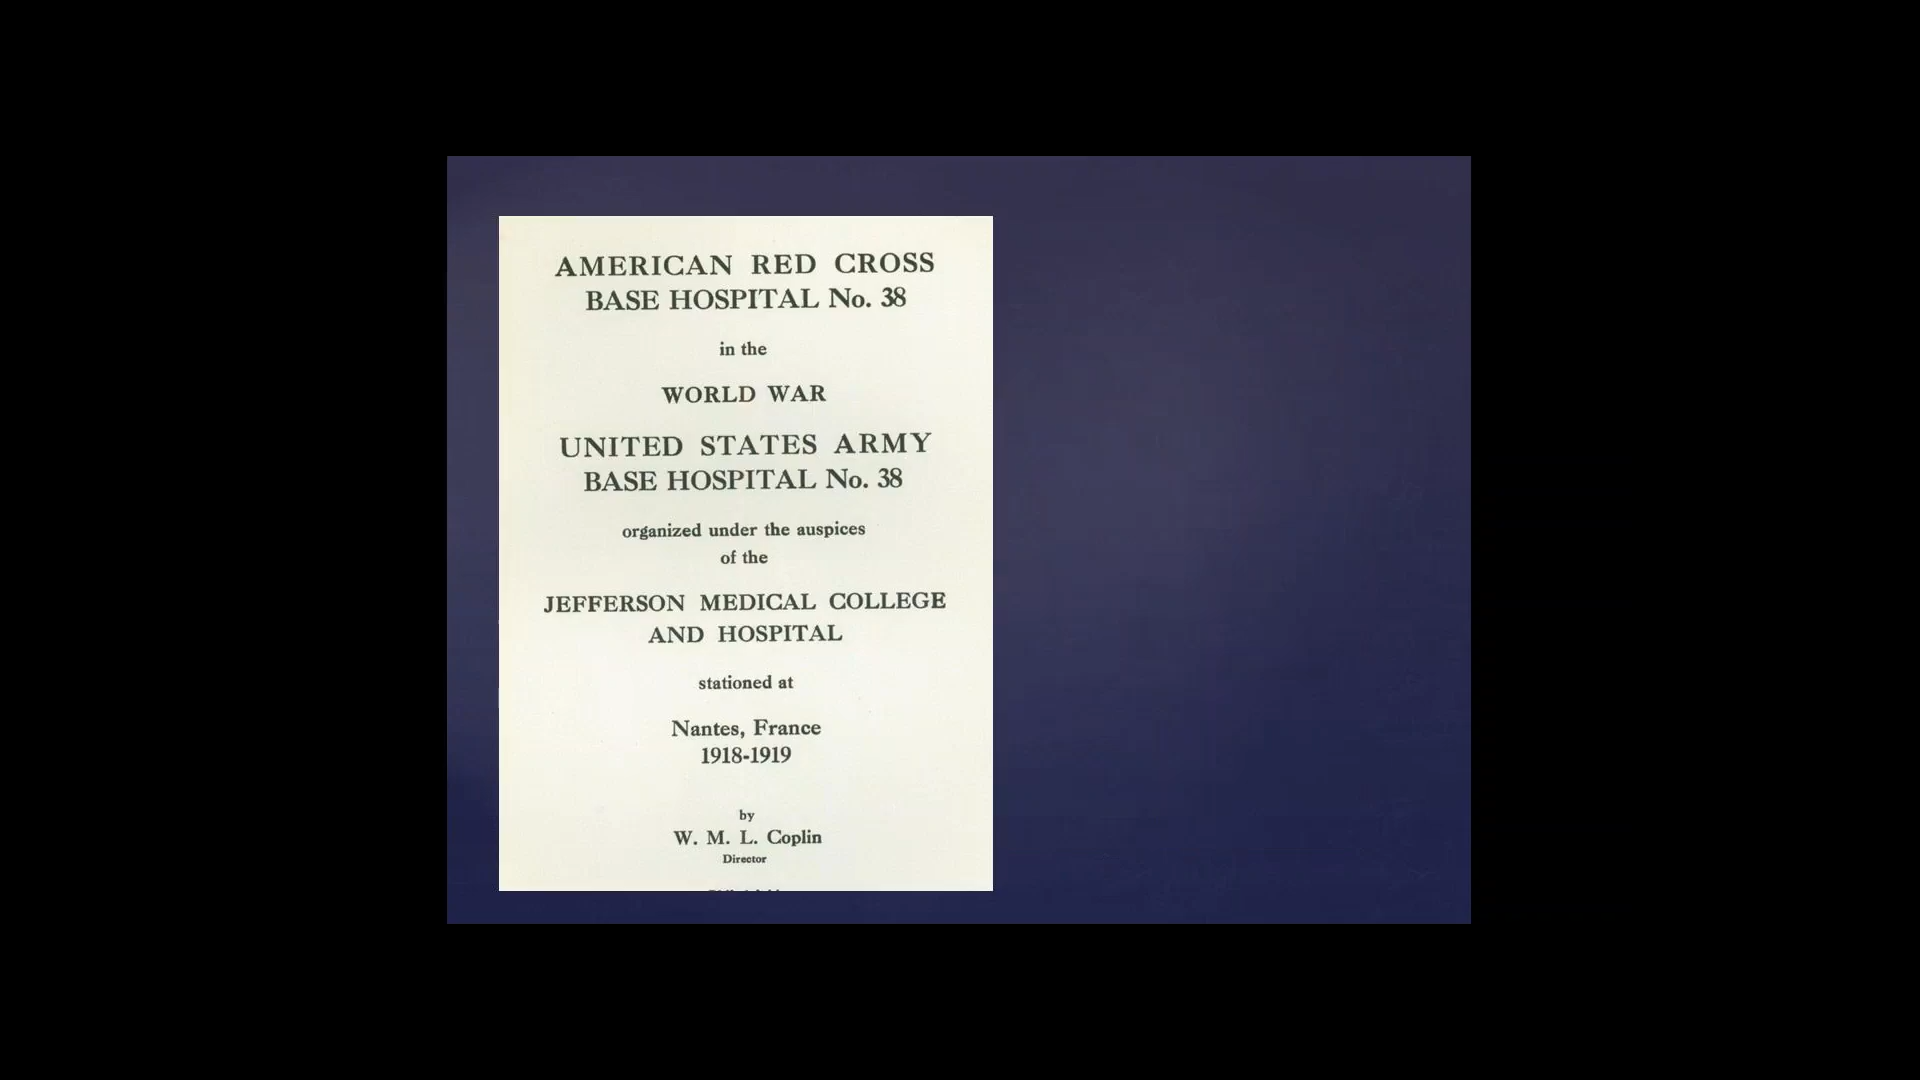 AMERICAN RED CROSS
BASE HOSPITAL No. 38
in the
WORLD WAR
UNITED STATES ARMY
BASE HOSPITAL No. 38
organized under the auspices
of the
JEFFERSON MEDICAL COLLEGE
AND HOSPITAL
stationed at
Nantes, France
1918-1919
by
W. M. L. Coplin
Director